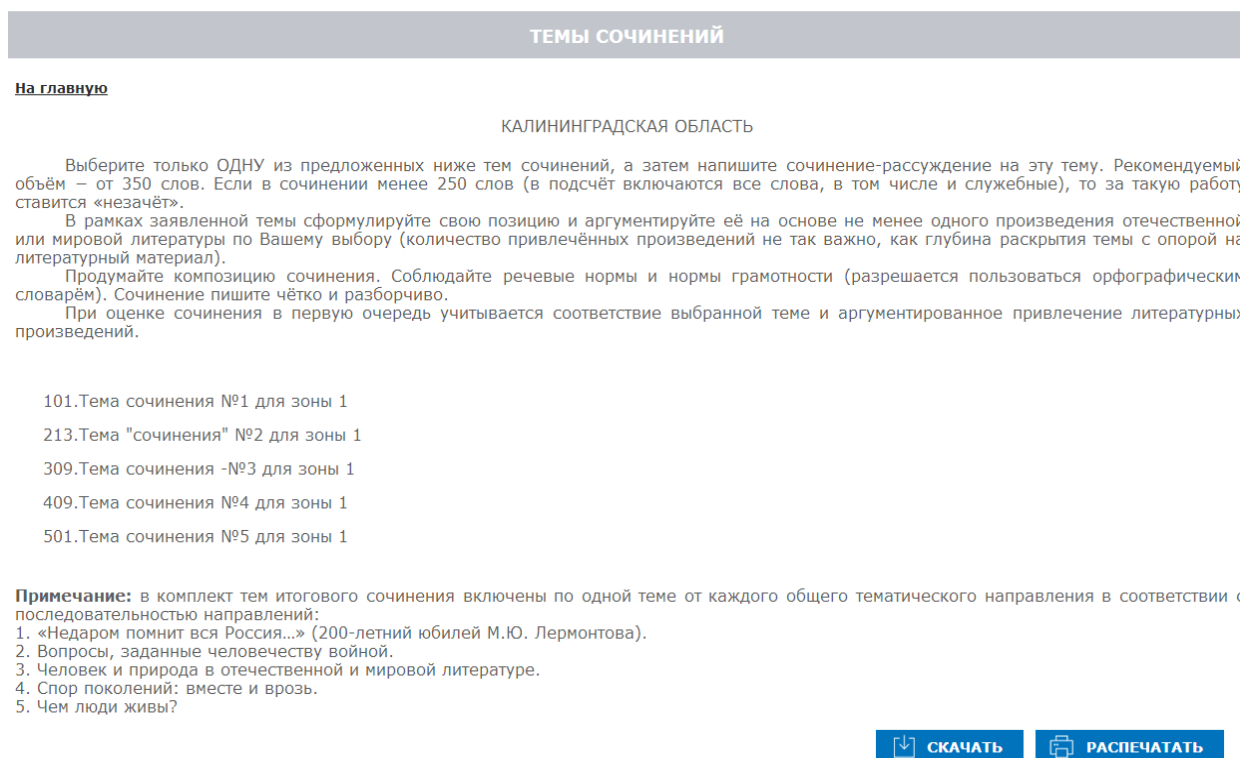 ТЕМЫ СОЧИНЕНИЙ
На главную
КАЛИНИНГРАДСКАЯ ОБЛАСТЬ
Выберите только ОДНУ из предложенных ниже тем сочинений, а затем напишите сочинение-рассуждение на эту тему. Рекомендуемый
объём – от 350 слов. Если в сочинении менее 250 слов (в подсчёт включаются все слова, в том числе и служебные), то за такую работу
ставится «незачёт».
В рамках заявленной темы сформулируйте свою позицию и аргументируйте её на основе не менее одного произведения отечественной
или мировой литературы по Вашему выбору (количество привлечённых произведений не так важно, как глубина раскрытия темы с опорой на
литературный материал).
Продумайте композицию сочинения. Соблюдайте речевые нормы и нормы грамотности (разрешается пользоваться орфографическим
словарём). Сочинение пишите чётко и разборчиво.
При оценке сочинения в первую очередь учитывается соответствие выбранной теме и аргументированное привлечение литературных
произведений.
101.Тема сочинения №1 для зоны 1
213.Тема "сочинения" №2 для зоны 1
309.Тема сочинения -№3 для зоны 1
409.Тема сочинения №4 для зоны 1
501.Тема сочинения №5 для зоны 1
Примечание: в комплект тем итогового сочинения включены по одной теме от каждого общего тематического направления в соответствии с
последовательностью направлений:
1. «Недаром помнит вся Россия…» (200-летний юбилей М.Ю. Лермонтова).
2. Вопросы, заданные человечеству войной.
3. Человек и природа в отечественной и мировой литературе.
4. Спор поколений: вместе и врозь.
5. Чем люди живы?
СКАЧАТЬ РАСПЕЧАТАТЬ